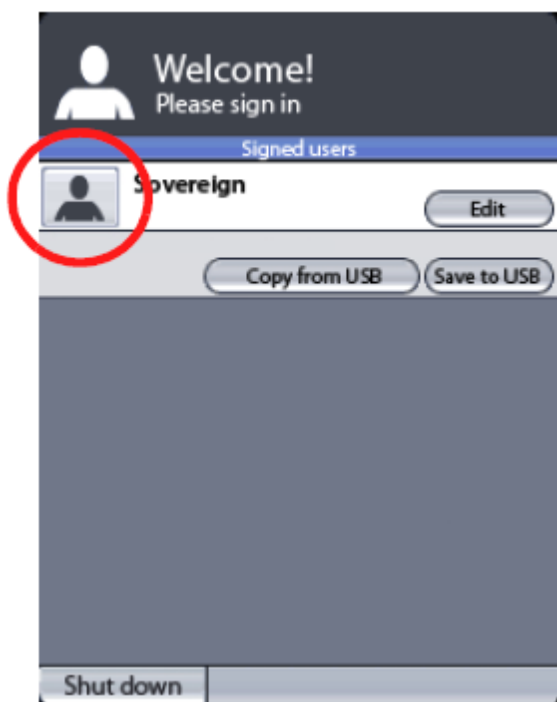 Welcome!
Please sign in
Signed users
Sovereign
Edit
Copy from USB
Save to USB
Shut down